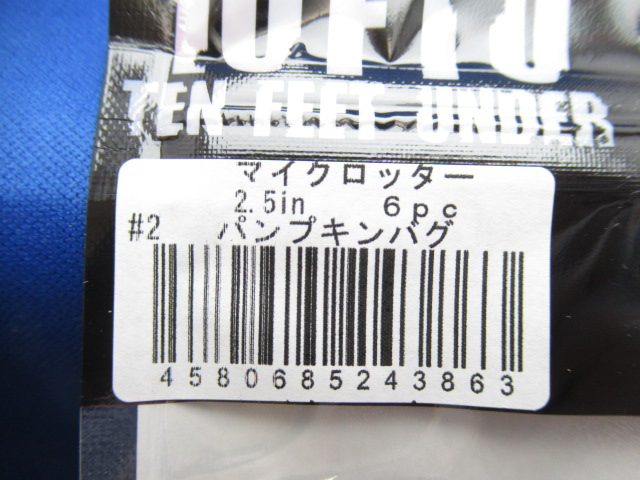 TEN FEET UNDER
マイクロッター
2.5in 6pc
#2 パンプキンバグ
4580685243863